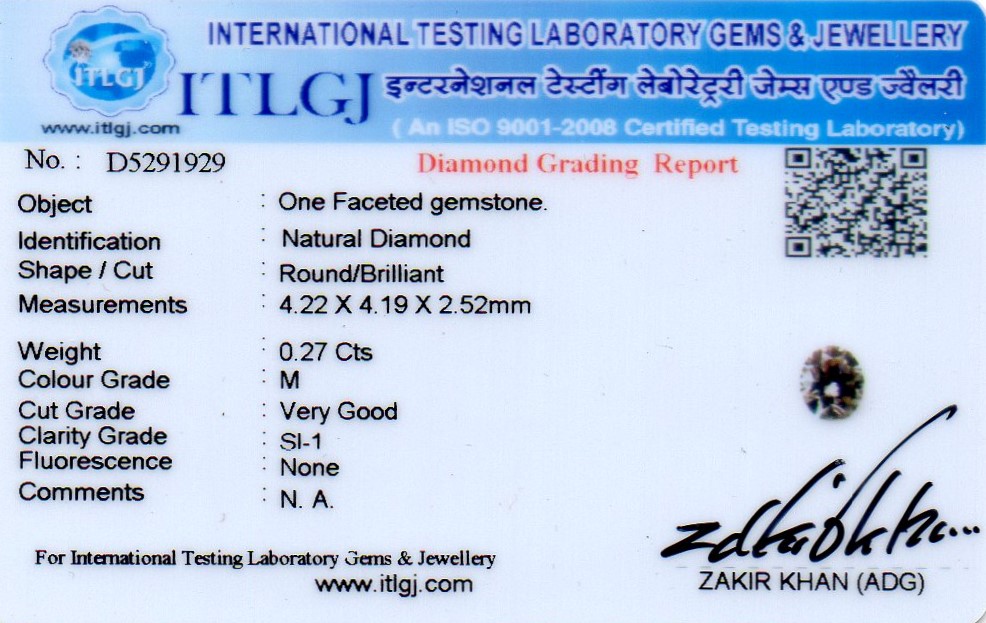 INTERNATIONAL TESTING LABORATORY GEMS & JEWELLERY
ITLGJ
ITLGJ इन्टरनेशनल टेस्टींग लेबोरेट्ररी जेम्स एण्ड ज्वैलरी
www.itlgj.com
( An ISO 9001-2008 Certified Testing Laboratory)
No. : D5291929
Diamond Grading Report
Object : One Faceted gemstone.
Identification : Natural Diamond
Shape / Cut : Round/Brilliant
Measurements : 4.22 X 4.19 X 2.52mm
Weight : 0.27 Cts
Colour Grade : M
Cut Grade : Very Good
Clarity Grade : SI-1
Fluorescence : None
Comments : N. A.
For International Testing Laboratory Gems & Jewellery
www.itlgj.com
ZAKIR KHAN (ADG)